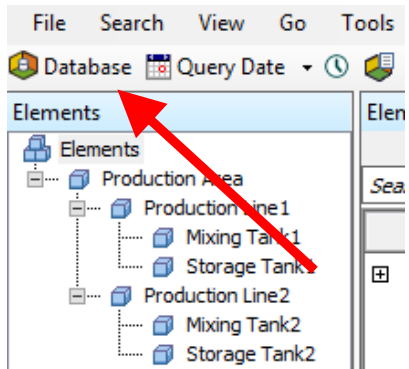 File Search View Go Tools
Database Query Date
Elements Elem
Elements
Production Area Sea
Production Line1
Mixing Tank1
Storage Tank1
Production Line2
Mixing Tank2
Storage Tank2